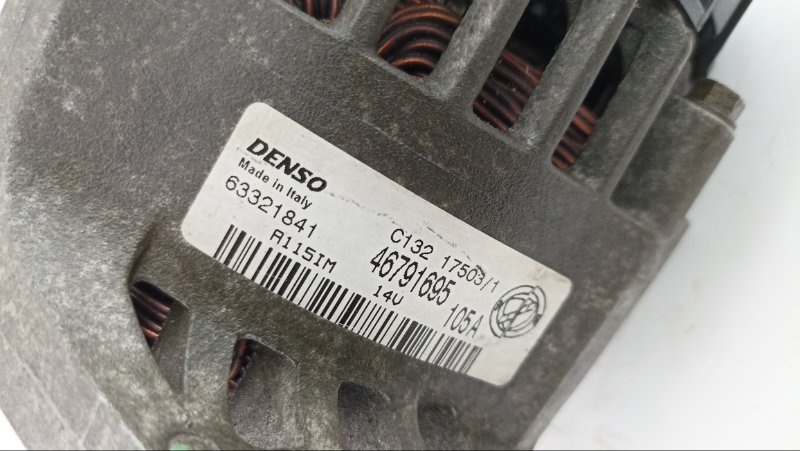 DENSO
Made in Italy
63321841
A115IM
C132 17503/1
46791695
14V 105A